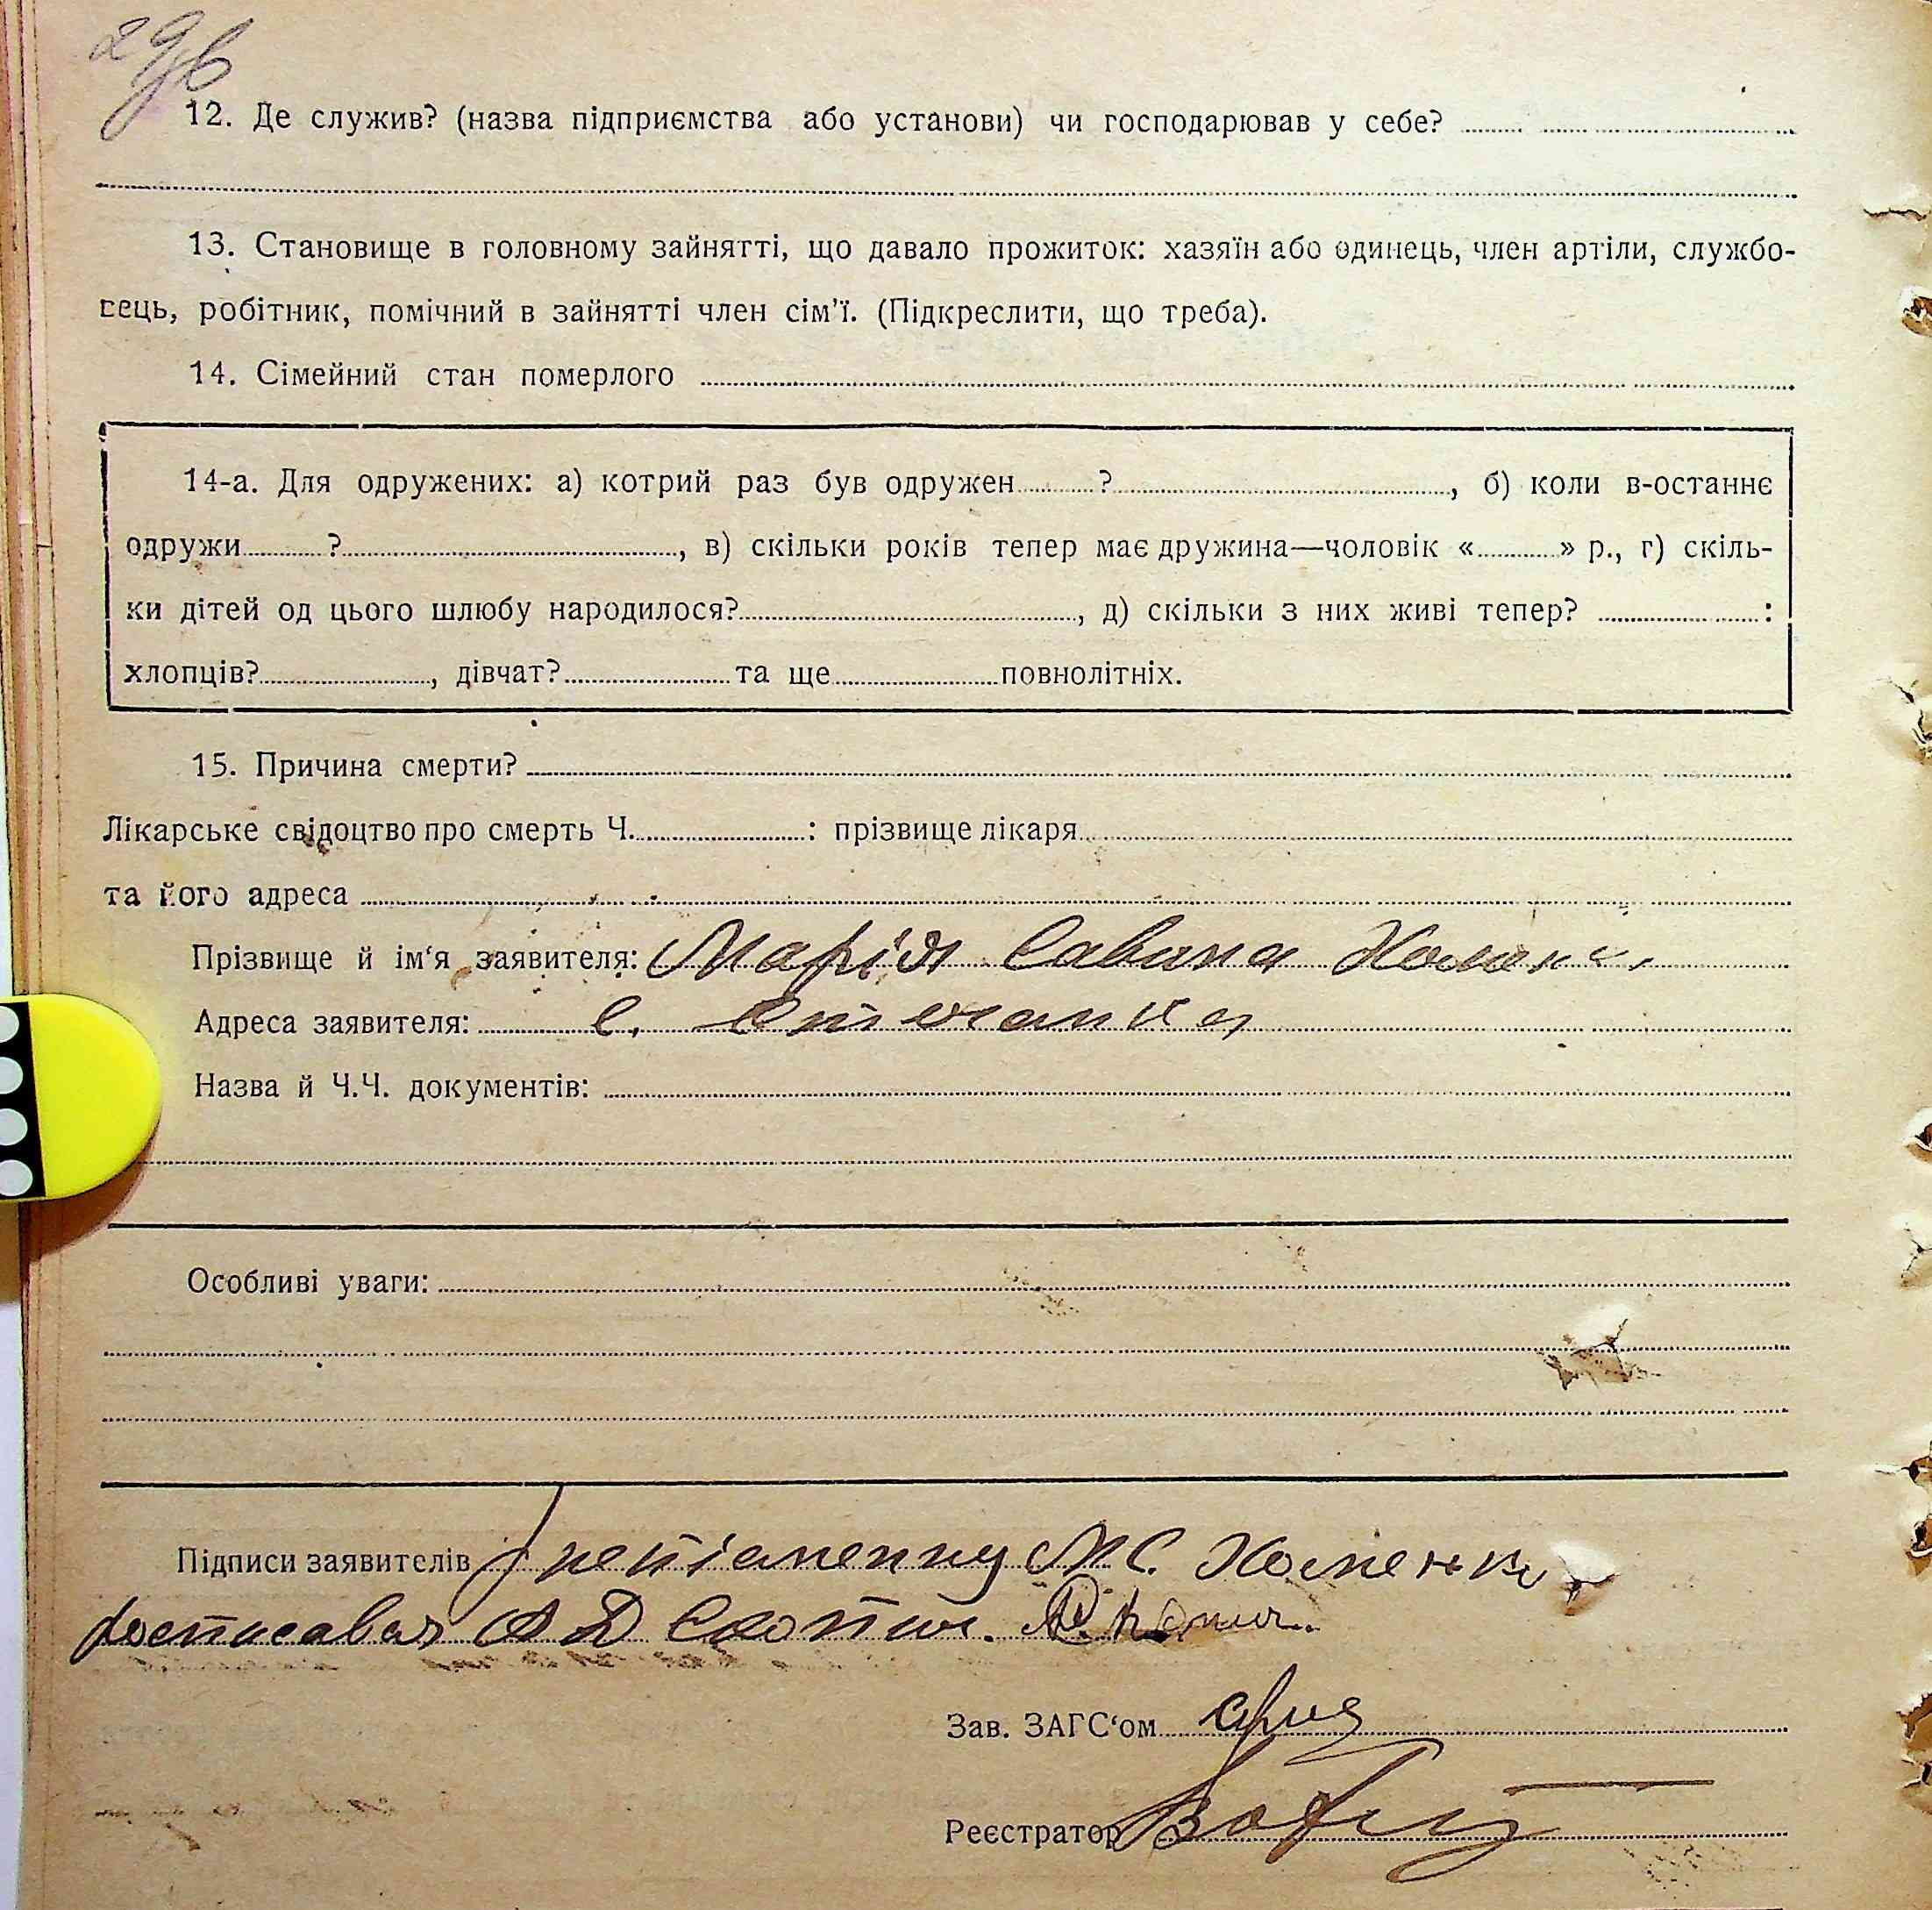 12. Де служив? (назва підприємства або установи) чи господарював у себе?
13. Становище в головному зайнятті, що давало прожиток: хазяїн або одинець, член артіли, службо-
вець, робітник, помічний в зайнятті член сім'ї. (Підкреслити, що треба).
14. Сімейний стан померлого
14-а. Для одружених: а) котрий раз був одружен ? , б) коли в-останнє
одружи ? , в) скільки років тепер має дружина—чоловік « » р., г) скіль-
ки дітей од цього шлюбу народилося? , д) скільки з них живі тепер? :
хлопців? , дівчат? та ще повнолітніх.
15. Причина смерти?
Лікарське свідоцтво про смерть Ч. : прізвище лікаря
та його адреса
Прізвище й ім'я заявителя: Марія Савина
Адреса заявителя: с.
Назва й Ч.Ч. документів:
Особливі уваги:
Підписи заявителів М С. Хоменко
А Д
Зав. ЗАГС'ом
Реєстратор